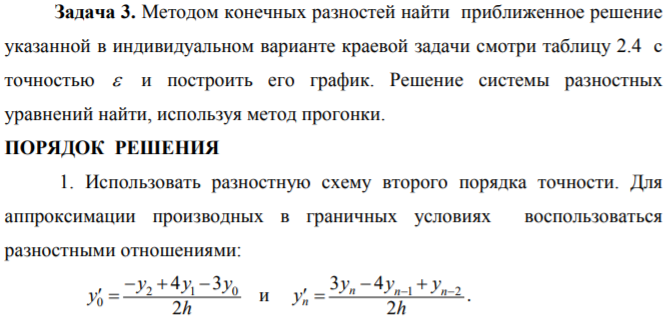 Задача 3. Методом конечных разностей найти приближенное решение
указанной в индивидуальном варианте краевой задачи смотри таблицу 2.4 с
точностью ε и построить его график. Решение системы разностных
уравнений найти, используя метод прогонки.
ПОРЯДОК РЕШЕНИЯ
1. Использовать разностную схему второго порядка точности. Для
аппроксимации производных в граничных условиях воспользоваться
разностными отношениями:
y′₀ = (−y₂ + 4y₁ − 3y₀)/2h и y′ₙ = (3yₙ − 4yₙ₋₁ + yₙ₋₂)/2h.